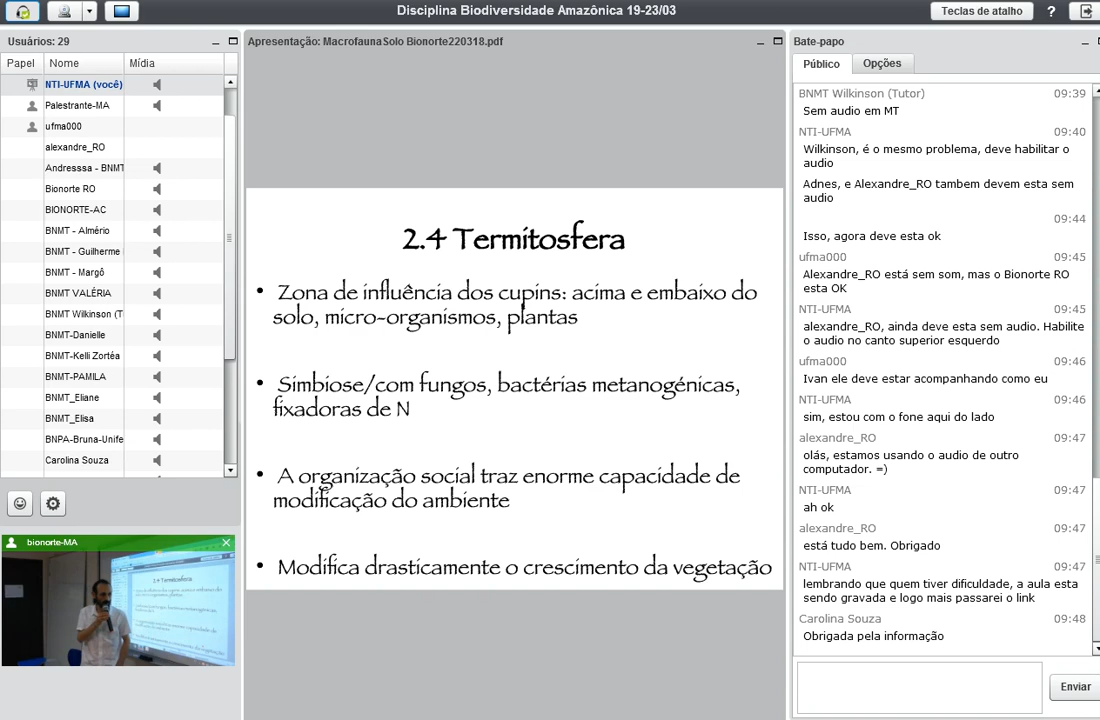 Disciplina Biodiversidade Amazônica 19-23/03
Teclas de atalho
?
Usuários: 29
Papel Nome Mídia
NTI-UFMA (você)
Palestrante-MA
ufma000
alexandre_RO
Andresssa - BNMT
Bionorte RO
BIONORTE-AC
BNMT - Almério
BNMT - Guilherme
BNMT - Margô
BNMT VALÉRIA
BNMT Wilkinson (T
BNMT-Danielle
BNMT-Kelli Zortéa
BNMT-PAMILA
BNMT_Eliane
BNMT_Elisa
BNPA-Bruna-Unife
Carolina Souza
bionorte-MA
2.4 Termitosfera
Apresentação: MacrofaunaSolo Bionorte220318.pdf
2.4 Termitosfera
• Zona de influência dos cupins: acima e embaixo do
solo, micro-organismos, plantas
• Simbiose/com fungos, bactérias metanogénicas,
fixadoras de N
• A organização social traz enorme capacidade de
modificação do ambiente
• Modifica drasticamente o crescimento da vegetação
Bate-papo
Público Opções
BNMT Wilkinson (Tutor) 09:39
Sem audio em MT
NTI-UFMA 09:40
Wilkinson, é o mesmo problema, deve habilitar o
audio
Adnes, e Alexandre_RO tambem devem esta sem
audio
09:44
Isso, agora deve esta ok
ufma000 09:45
Alexandre_RO está sem som, mas o Bionorte RO
esta OK
NTI-UFMA 09:45
alexandre_RO, ainda deve esta sem audio. Habilite
o audio no canto superior esquerdo
ufma000 09:46
Ivan ele deve estar acompanhando como eu
NTI-UFMA 09:46
sim, estou com o fone aqui do lado
alexandre_RO 09:47
olás, estamos usando o audio de outro
computador. =)
NTI-UFMA 09:47
ah ok
alexandre_RO 09:47
está tudo bem. Obrigado
NTI-UFMA 09:47
lembrando que quem tiver dificuldade, a aula esta
sendo gravada e logo mais passarei o link
Carolina Souza 09:48
Obrigada pela informação
Enviar